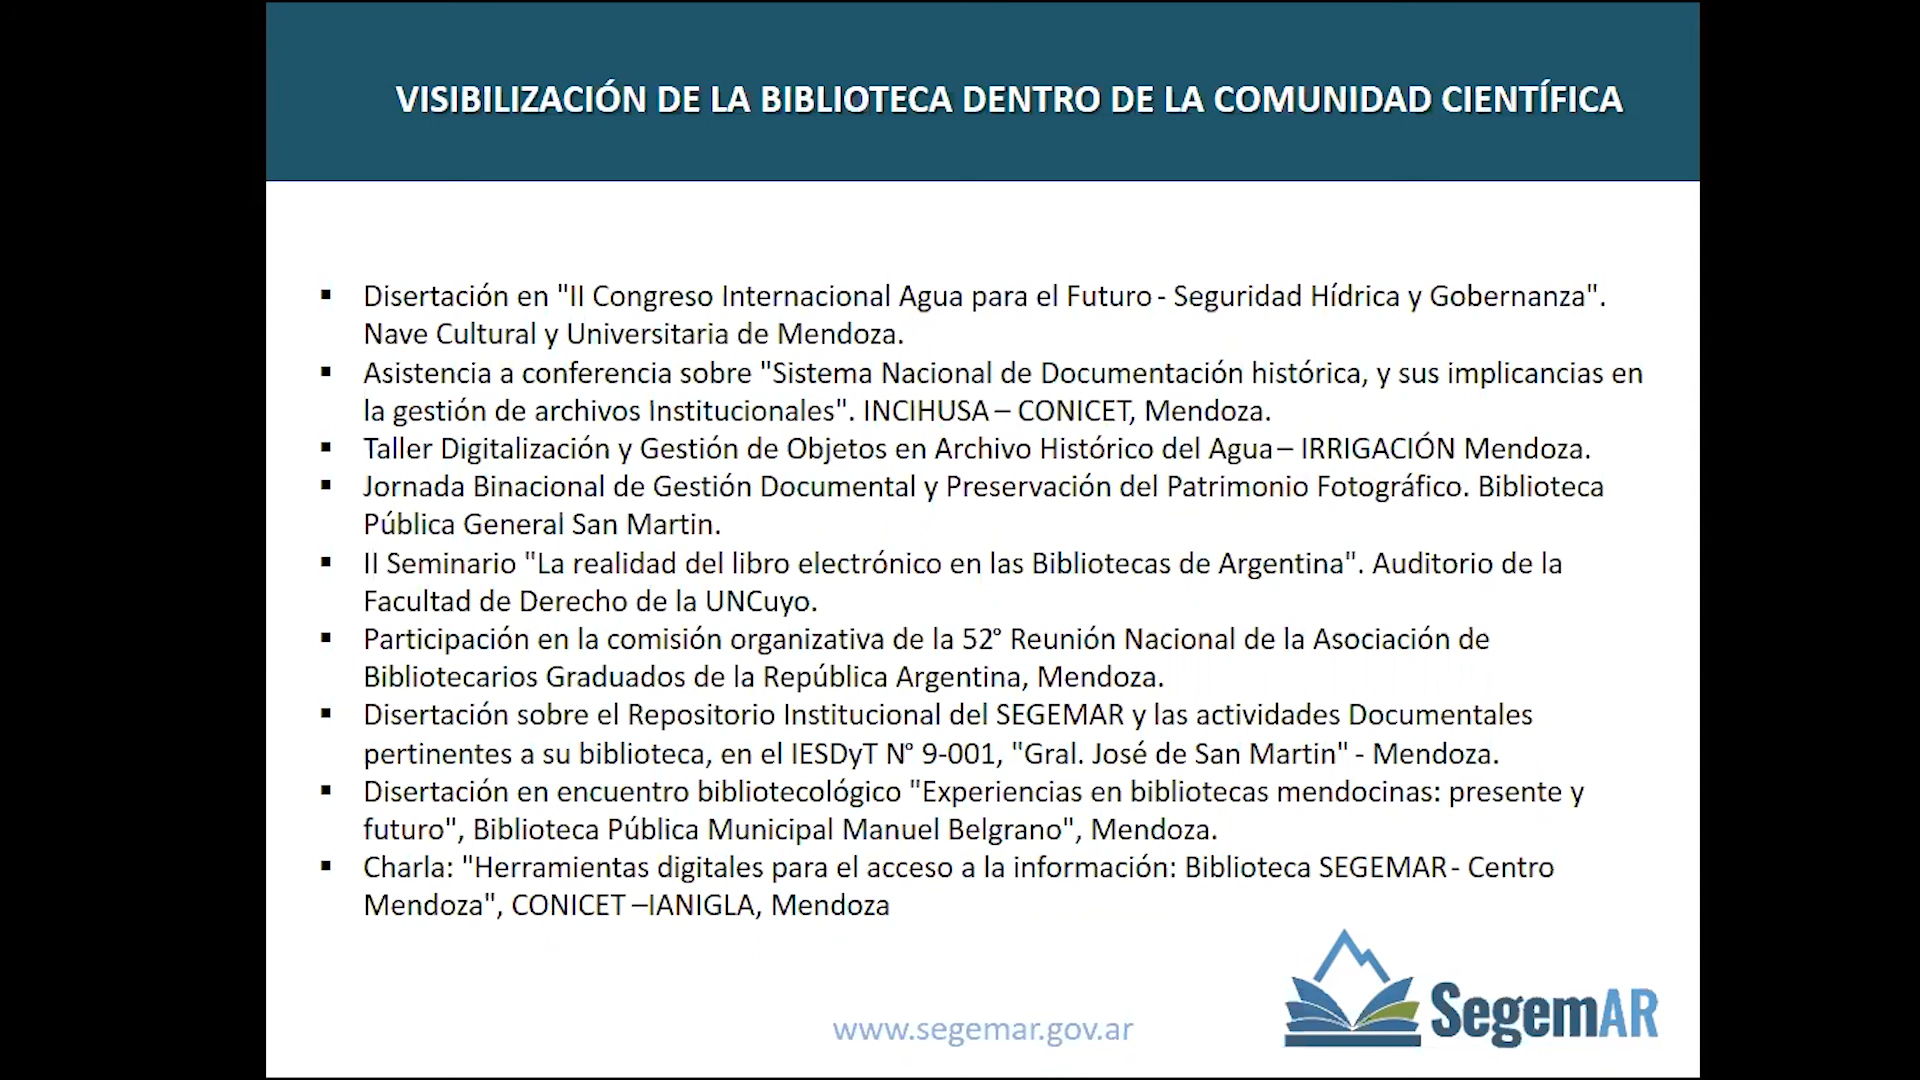 VISIBILIZACIÓN DE LA BIBLIOTECA DENTRO DE LA COMUNIDAD CIENTÍFICA
▪ Disertación en "II Congreso Internacional Agua para el Futuro - Seguridad Hídrica y Gobernanza".
Nave Cultural y Universitaria de Mendoza.
▪ Asistencia a conferencia sobre "Sistema Nacional de Documentación histórica, y sus implicancias en
la gestión de archivos Institucionales". INCIHUSA – CONICET, Mendoza.
▪ Taller Digitalización y Gestión de Objetos en Archivo Histórico del Agua – IRRIGACIÓN Mendoza.
▪ Jornada Binacional de Gestión Documental y Preservación del Patrimonio Fotográfico. Biblioteca
Pública General San Martin.
▪ II Seminario "La realidad del libro electrónico en las Bibliotecas de Argentina". Auditorio de la
Facultad de Derecho de la UNCuyo.
▪ Participación en la comisión organizativa de la 52° Reunión Nacional de la Asociación de
Bibliotecarios Graduados de la República Argentina, Mendoza.
▪ Disertación sobre el Repositorio Institucional del SEGEMAR y las actividades Documentales
pertinentes a su biblioteca, en el IESDyT N° 9-001, "Gral. José de San Martin" - Mendoza.
▪ Disertación en encuentro bibliotecológico "Experiencias en bibliotecas mendocinas: presente y
futuro", Biblioteca Pública Municipal Manuel Belgrano", Mendoza.
▪ Charla: "Herramientas digitales para el acceso a la información: Biblioteca SEGEMAR - Centro
Mendoza", CONICET –IANIGLA, Mendoza
www.segemar.gov.ar
SegemAR